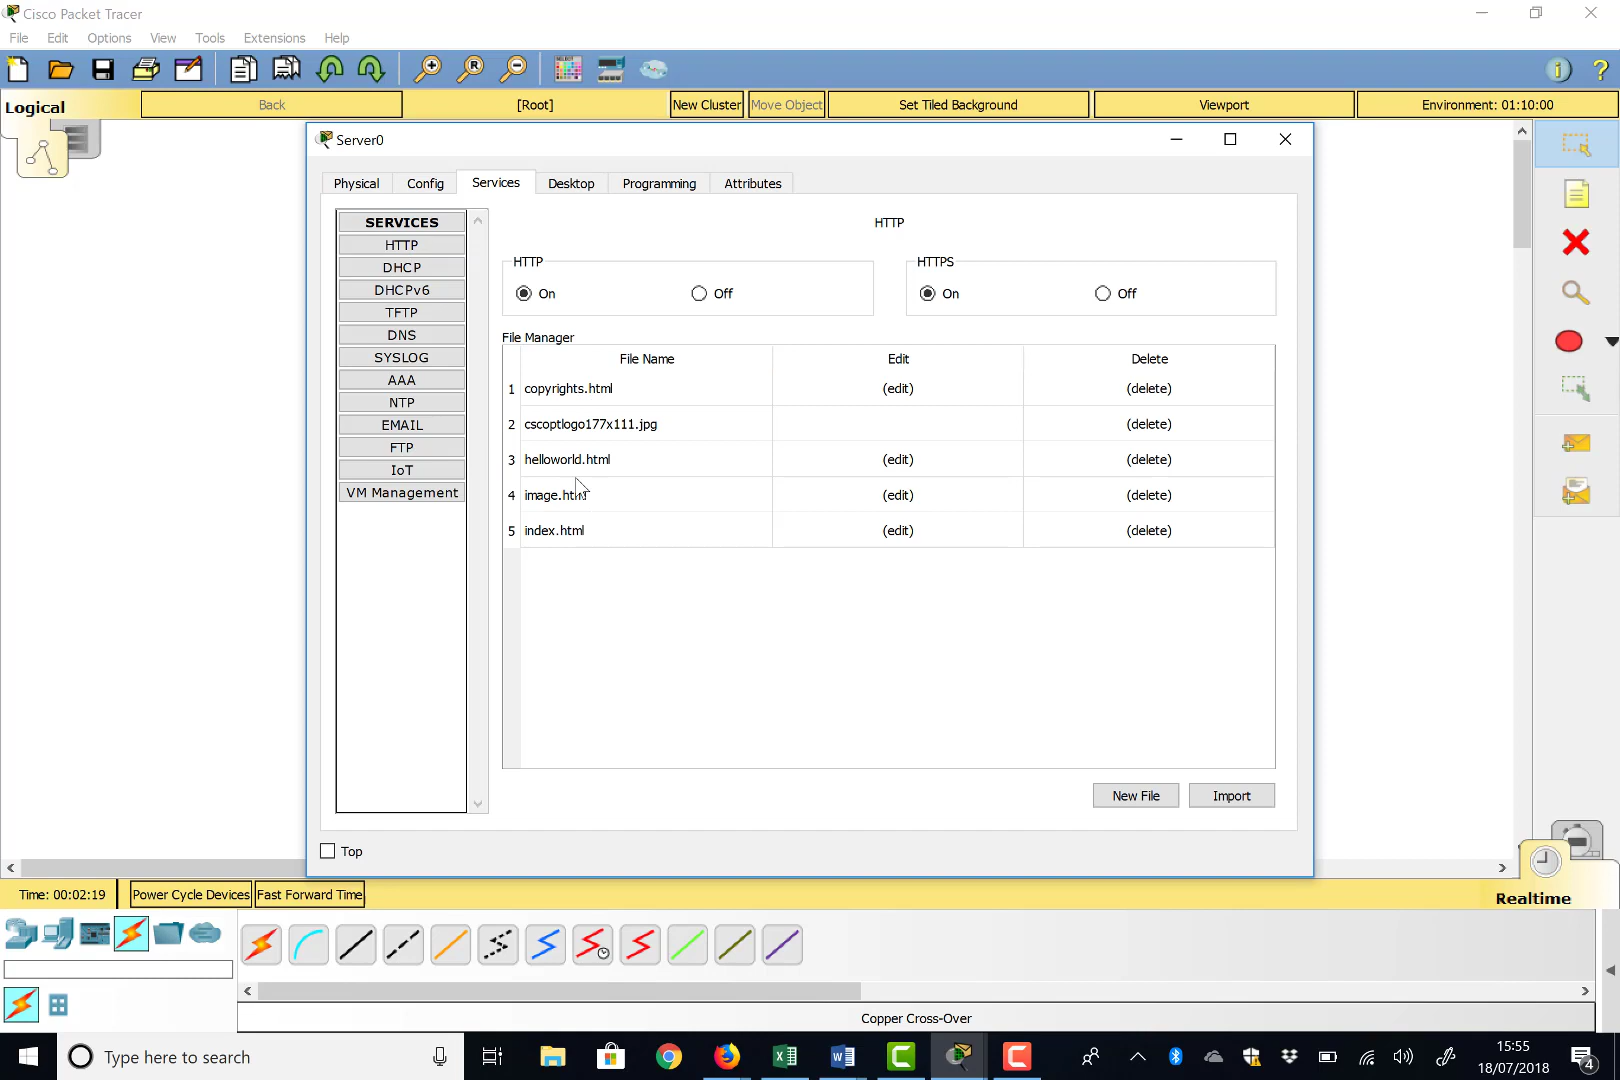 Cisco Packet Tracer
File Edit Options View Tools Extensions Help
Logical Back [Root] New Cluster Move Object Set Tiled Background Viewport Environment: 01:10:00
Server0
Physical Config Services Desktop Programming Attributes
SERVICES
HTTP
DHCP
DHCPv6
TFTP
DNS
SYSLOG
AAA
NTP
EMAIL
FTP
IoT
VM Management
HTTP
HTTP HTTPS
On Off On Off
File Manager
File Name Edit Delete
1 copyrights.html (edit) (delete)
2 cscoptlogo177x111.jpg (delete)
3 helloworld.html (edit) (delete)
4 image.html (edit) (delete)
5 index.html (edit) (delete)
New File Import
Top
Time: 00:02:19 Power Cycle Devices Fast Forward Time Realtime
Copper Cross-Over
Type here to search
15:55
18/07/2018
4